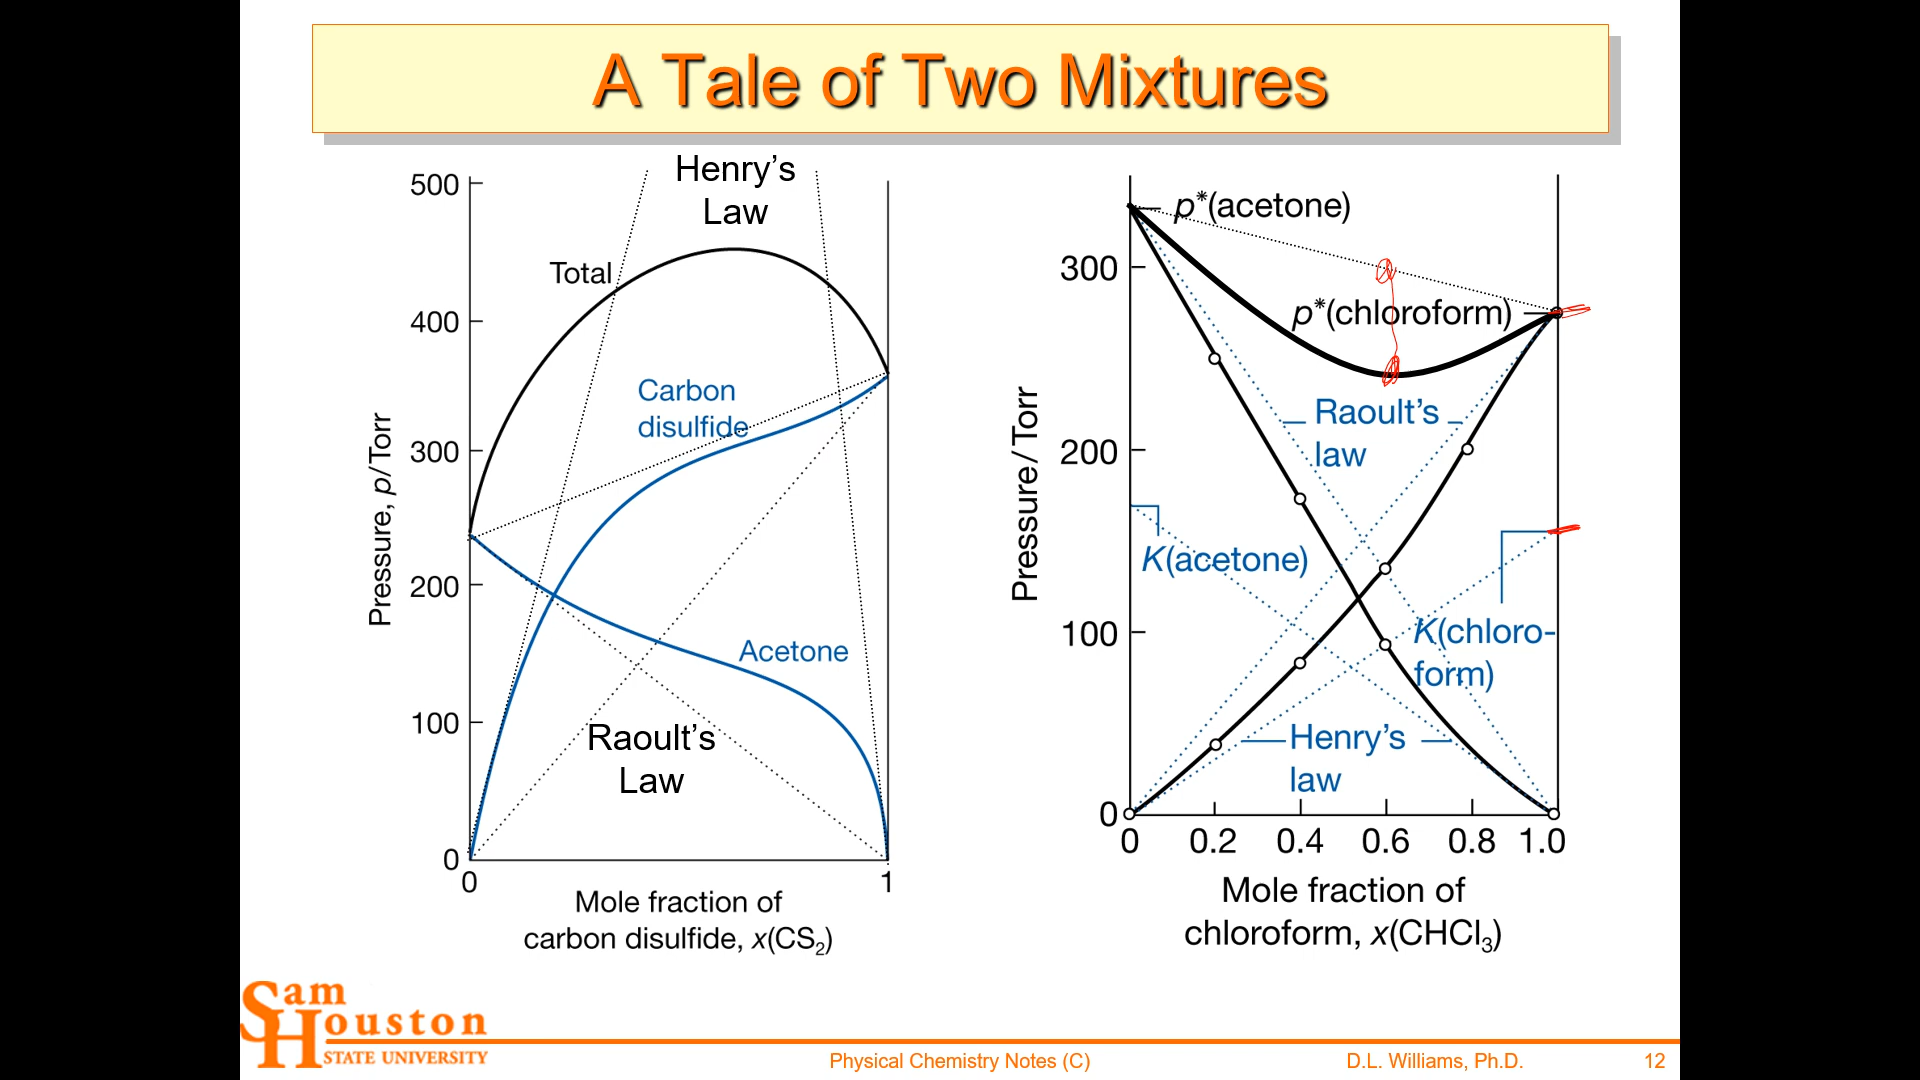 A Tale of Two Mixtures
Henry's
Law
500
400
300
200
100
0
0
1
Total
Carbon
disulfide
Acetone
Raoult's
Law
Pressure, p/Torr
Mole fraction of
carbon disulfide, x(CS₂)
p*(acetone)
p*(chloroform)
300
200
100
0
Raoult's
law
K(acetone)
K(chloro-
form)
Henry's
law
Pressure/Torr
0 0.2 0.4 0.6 0.8 1.0
Mole fraction of
chloroform, x(CHCl₃)
Sam
Houston
STATE UNIVERSITY
Physical Chemistry Notes (C)
D.L. Williams, Ph.D.
12